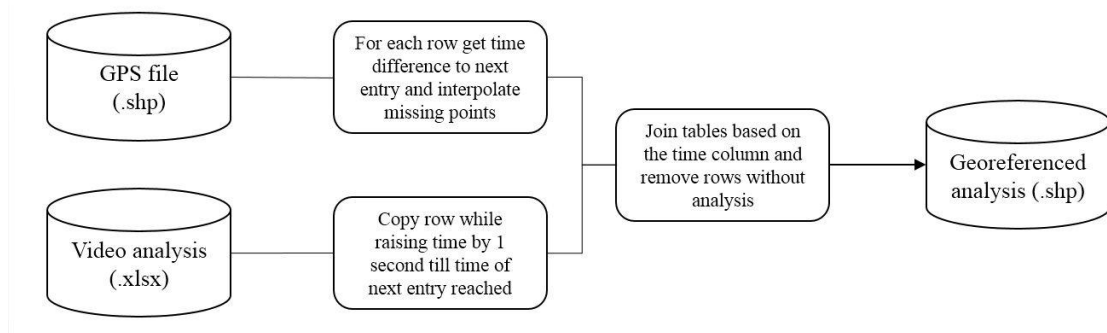 GPS file
(.shp)
For each row get time
difference to next
entry and interpolate
missing points
Video analysis
(.xlsx)
Copy row while
raising time by 1
second till time of
next entry reached
Join tables based on
the time column and
remove rows without
analysis
Georeferenced
analysis (.shp)